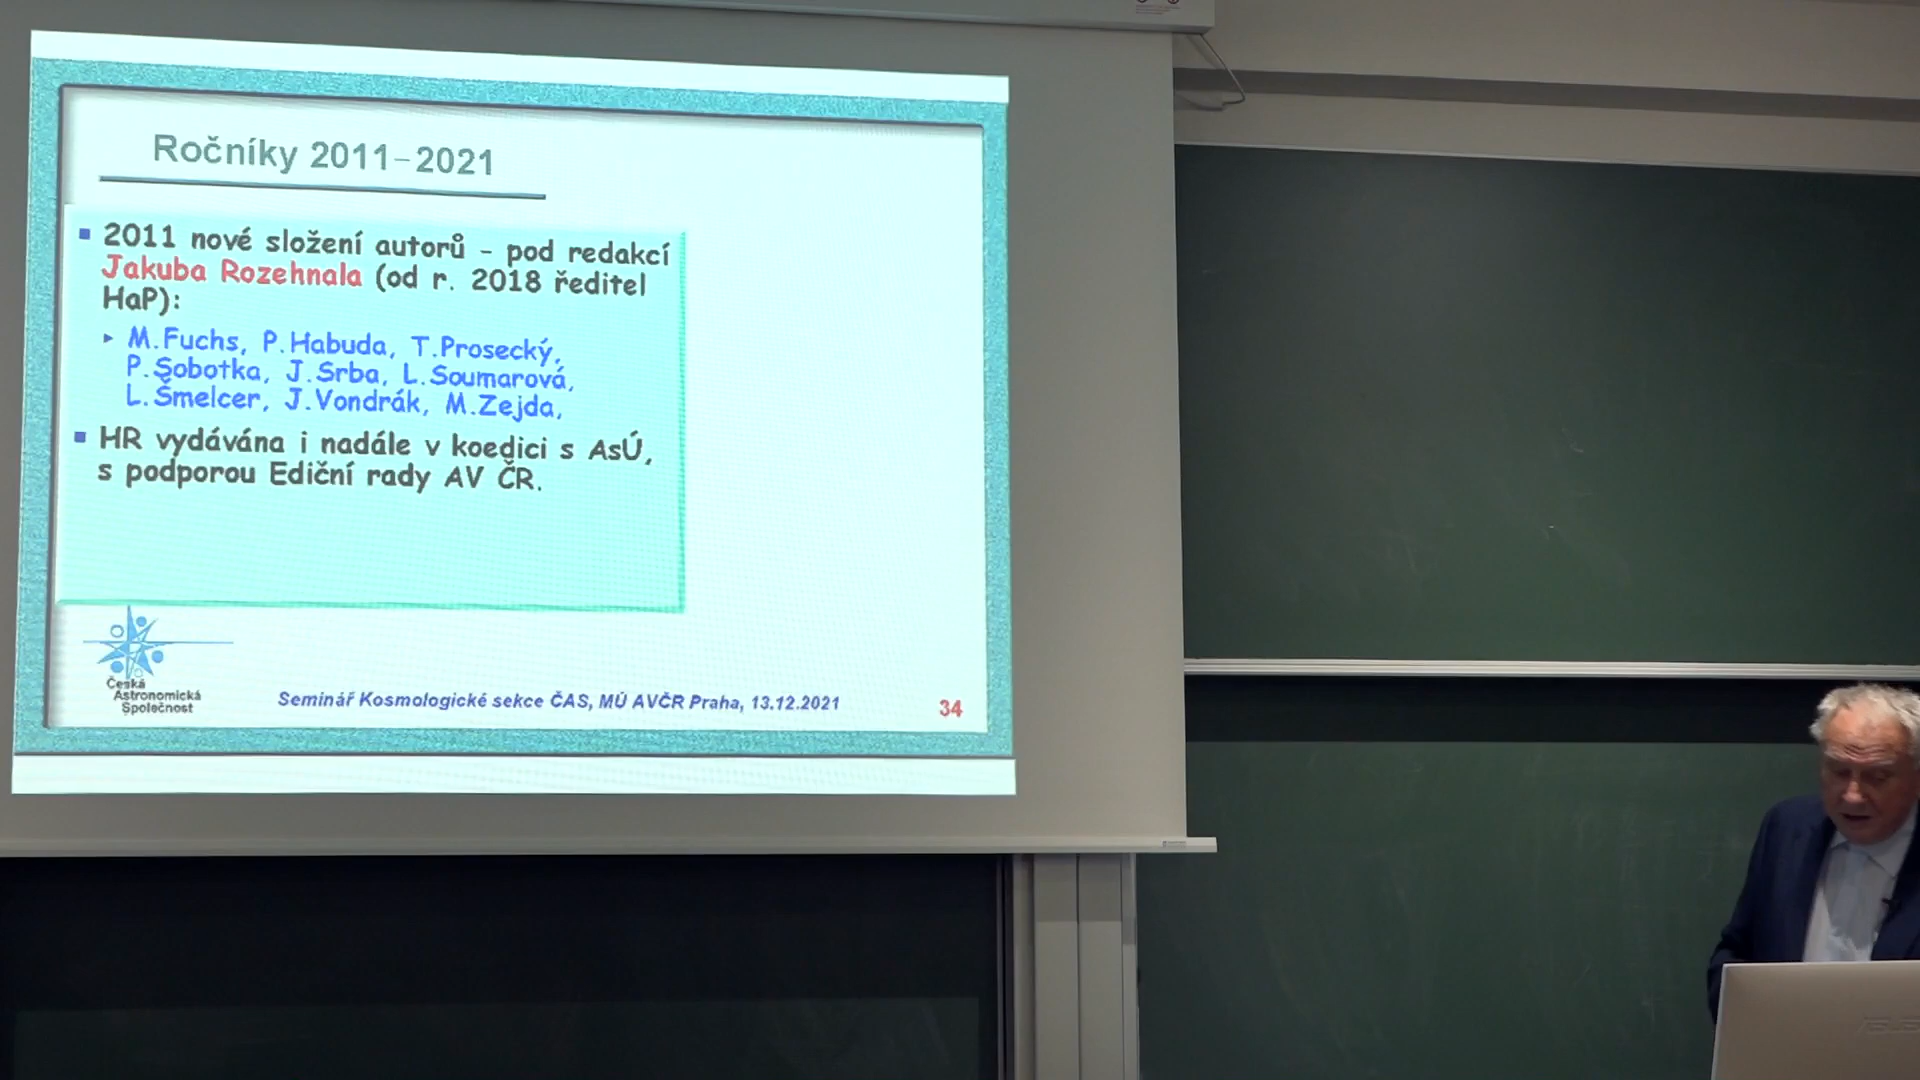 Ročníky 2011–2021
2011 nové složení autorů - pod redakcí
Jakuba Rozehnala (od r. 2018 ředitel
HaP):
M.Fuchs, P.Habuda, T.Prosecký,
P.Sobotka, J.Srba, L.Soumarová,
L.Šmelcer, J.Vondrák, M.Zejda,
HR vydávána i nadále v koedici s AsÚ,
s podporou Ediční rady AV ČR.
Česká
Astronomická
Společnost
Seminář Kosmologické sekce ČAS, MÚ AVČR Praha, 13.12.2021
34
ASUS